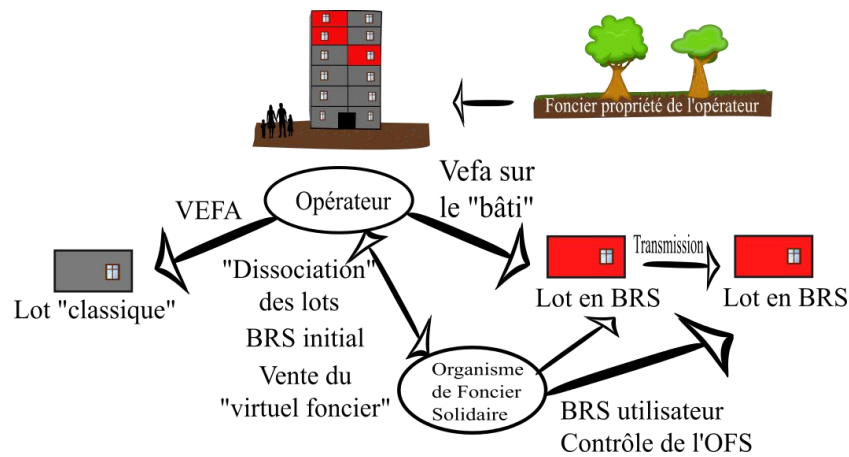 Foncier propriété de l'opérateur
Opérateur
VEFA
Vefa sur
le "bâti"
Transmission
Lot "classique"
"Dissociation"
des lots
BRS initial
Vente du
"virtuel foncier"
Lot en BRS
Lot en BRS
Organisme
de Foncier
Solidaire
BRS utilisateur
Contrôle de l'OFS